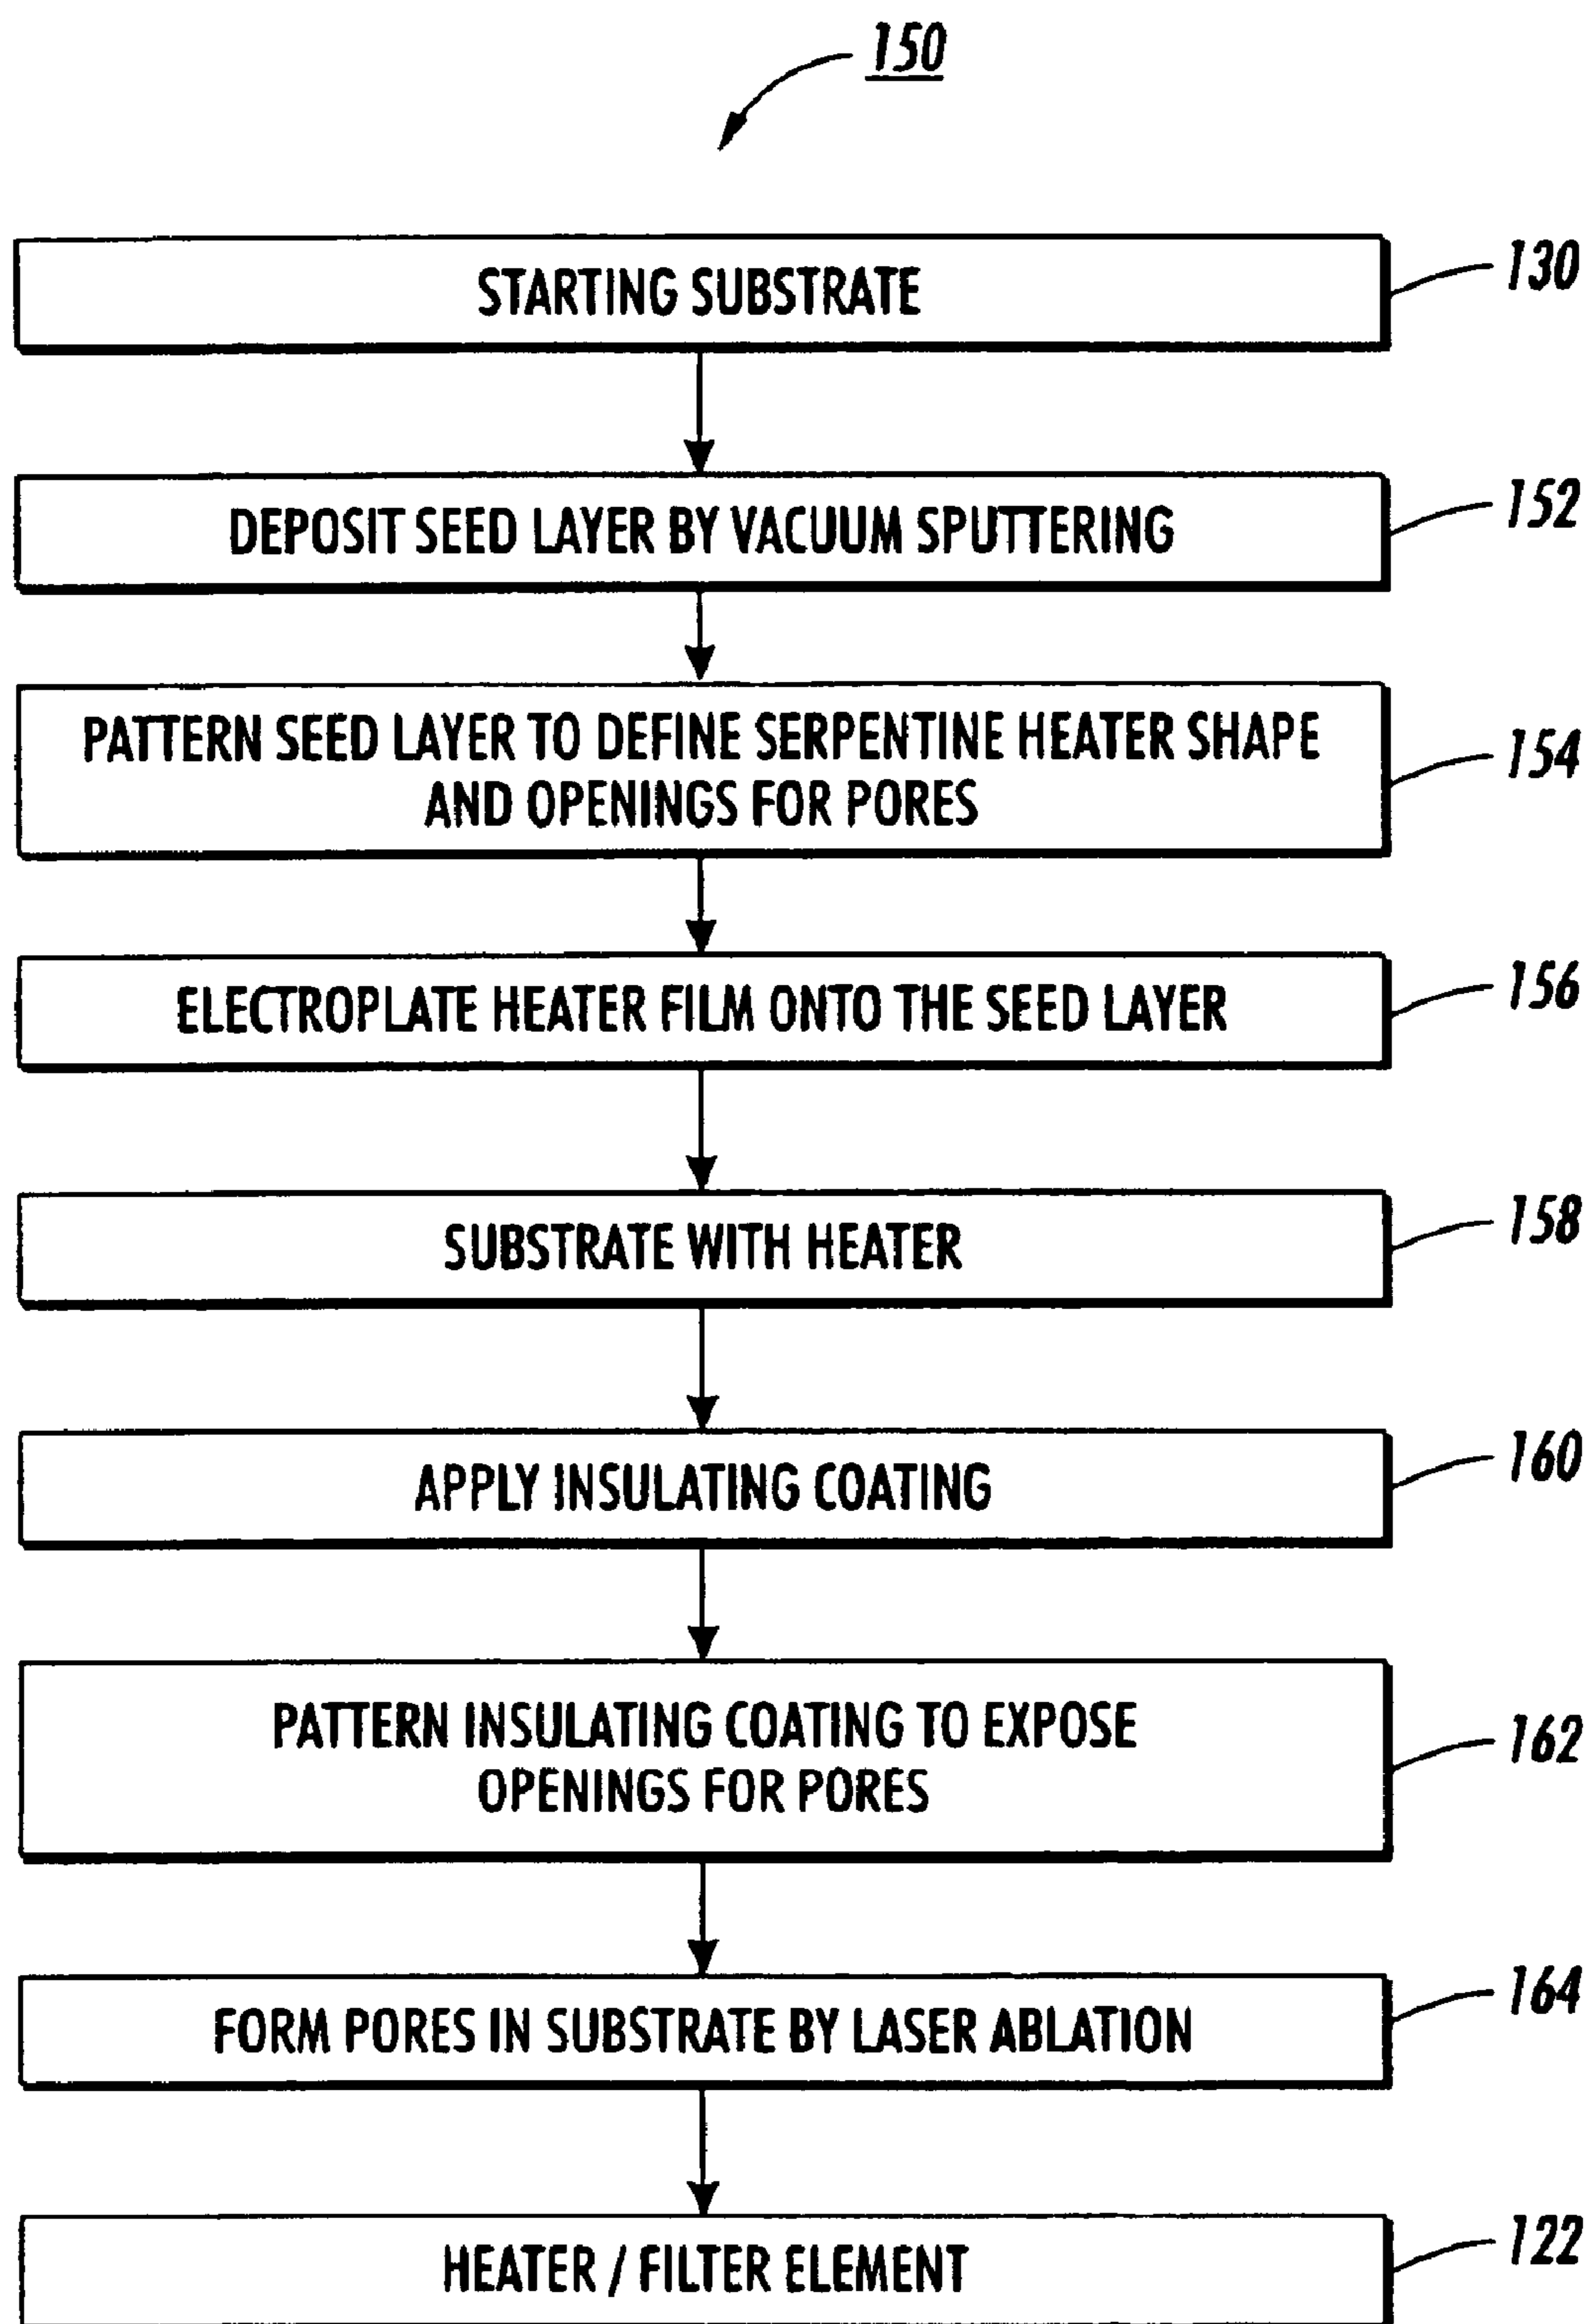 150
STARTING SUBSTRATE
130
DEPOSIT SEED LAYER BY VACUUM SPUTTERING
152
PATTERN SEED LAYER TO DEFINE SERPENTINE HEATER SHAPE
AND OPENINGS FOR PORES
154
ELECTROPLATE HEATER FILM ONTO THE SEED LAYER
156
SUBSTRATE WITH HEATER
158
APPLY INSULATING COATING
160
PATTERN INSULATING COATING TO EXPOSE
OPENINGS FOR PORES
162
FORM PORES IN SUBSTRATE BY LASER ABLATION
164
HEATER / FILTER ELEMENT
122